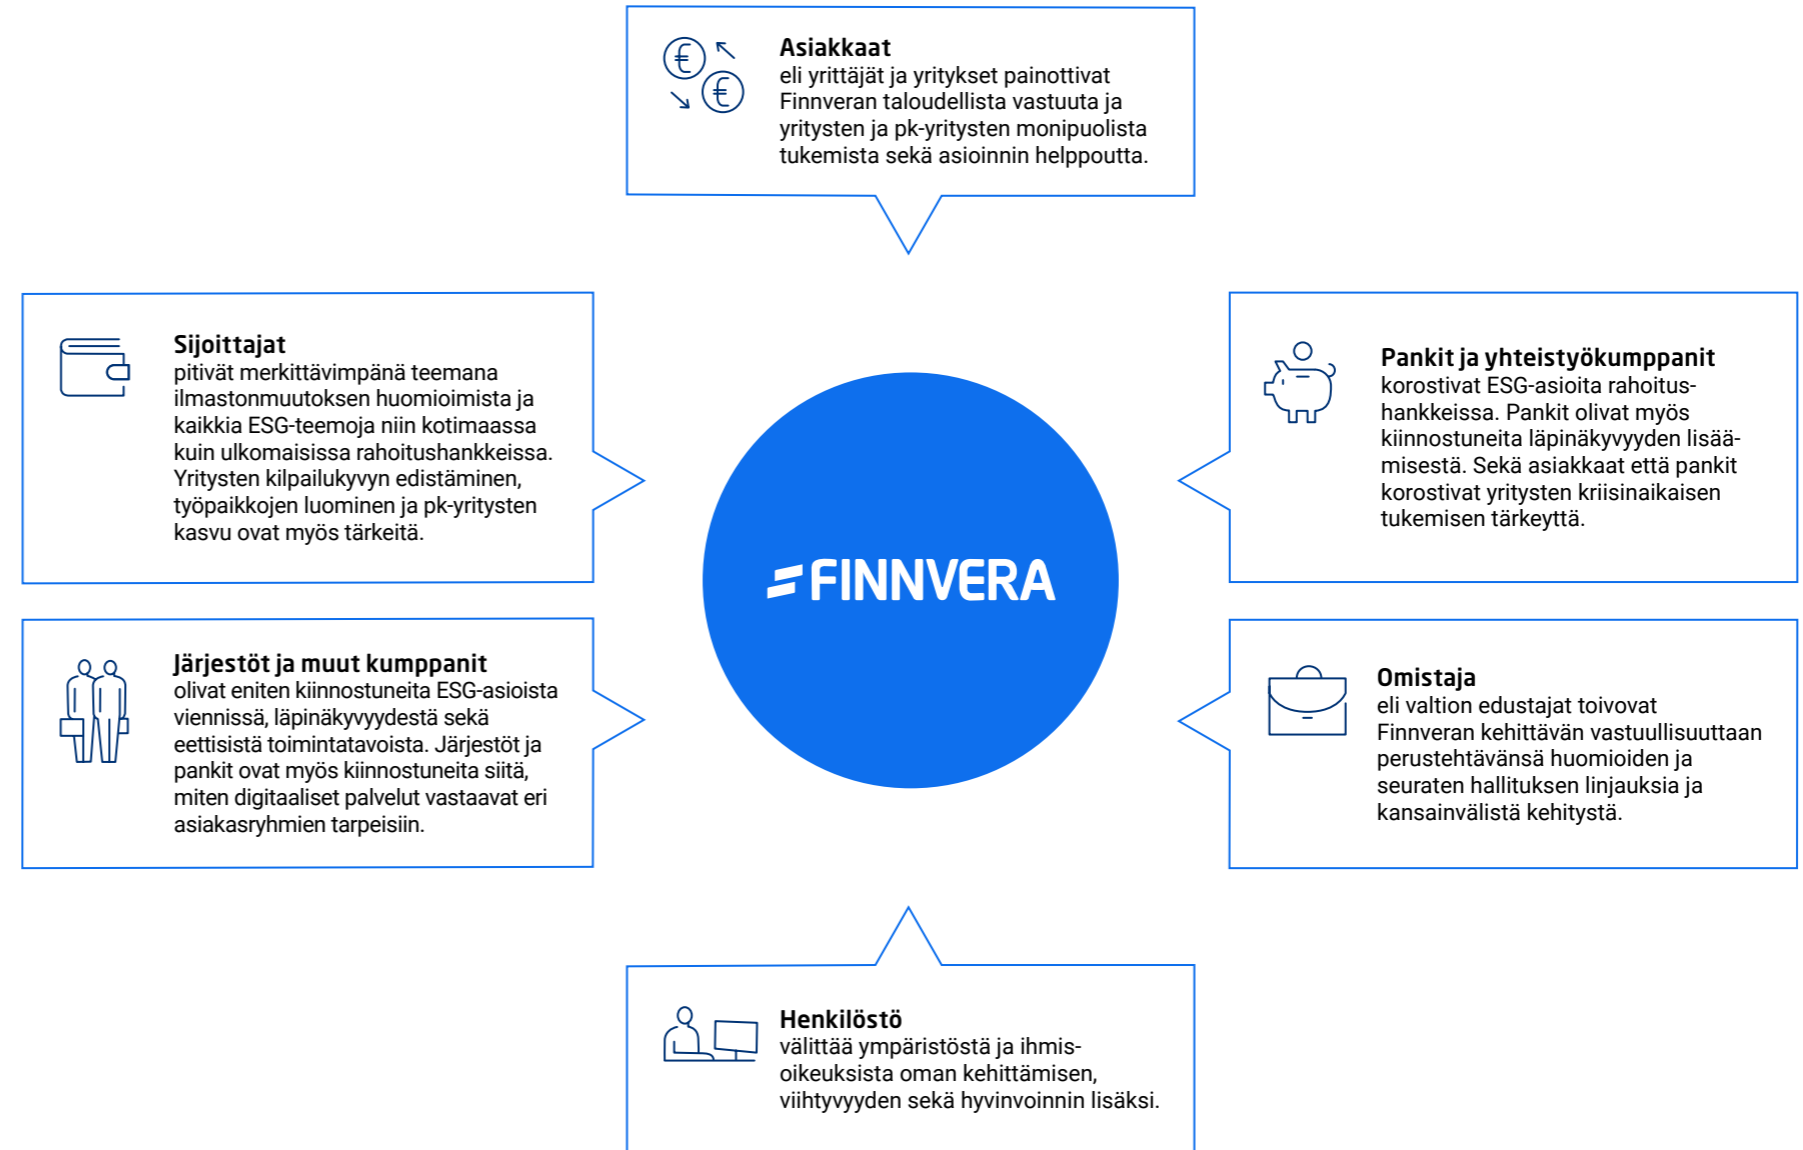 Asiakkaat
eli yrittäjät ja yritykset painottivat
Finnveran taloudellista vastuuta ja
yritysten ja pk-yritysten monipuolista
tukemista sekä asioinnin helppoutta.
Sijoittajat
pitivät merkittävimpänä teemana
ilmastonmuutoksen huomioimista ja
kaikkia ESG-teemoja niin kotimaassa
kuin ulkomaisissa rahoitushankkeissa.
Yritysten kilpailukyvyn edistäminen,
työpaikkojen luominen ja pk-yritysten
kasvu ovat myös tärkeitä.
Pankit ja yhteistyökumppanit
korostivat ESG-asioita rahoitus-
hankkeissa. Pankit olivat myös
kiinnostuneita läpinäkyvyyden lisää-
misestä. Sekä asiakkaat että pankit
korostivat yritysten kriisinaikaisen
tukemisen tärkeyttä.
FINNVERA
Järjestöt ja muut kumppanit
olivat eniten kiinnostuneita ESG-asioista
viennissä, läpinäkyvyydestä sekä
eettisistä toimintatavoista. Järjestöt ja
pankit ovat myös kiinnostuneita siitä,
miten digitaaliset palvelut vastaavat eri
asiakasryhmien tarpeisiin.
Omistaja
eli valtion edustajat toivovat
Finnveran kehittävän vastuullisuuttaan
perustehtävänsä huomioiden ja
seuraten hallituksen linjauksia ja
kansainvälistä kehitystä.
Henkilöstö
välittää ympäristöstä ja ihmis-
oikeuksista oman kehittämisen,
viihtyvyyden sekä hyvinvoinnin lisäksi.